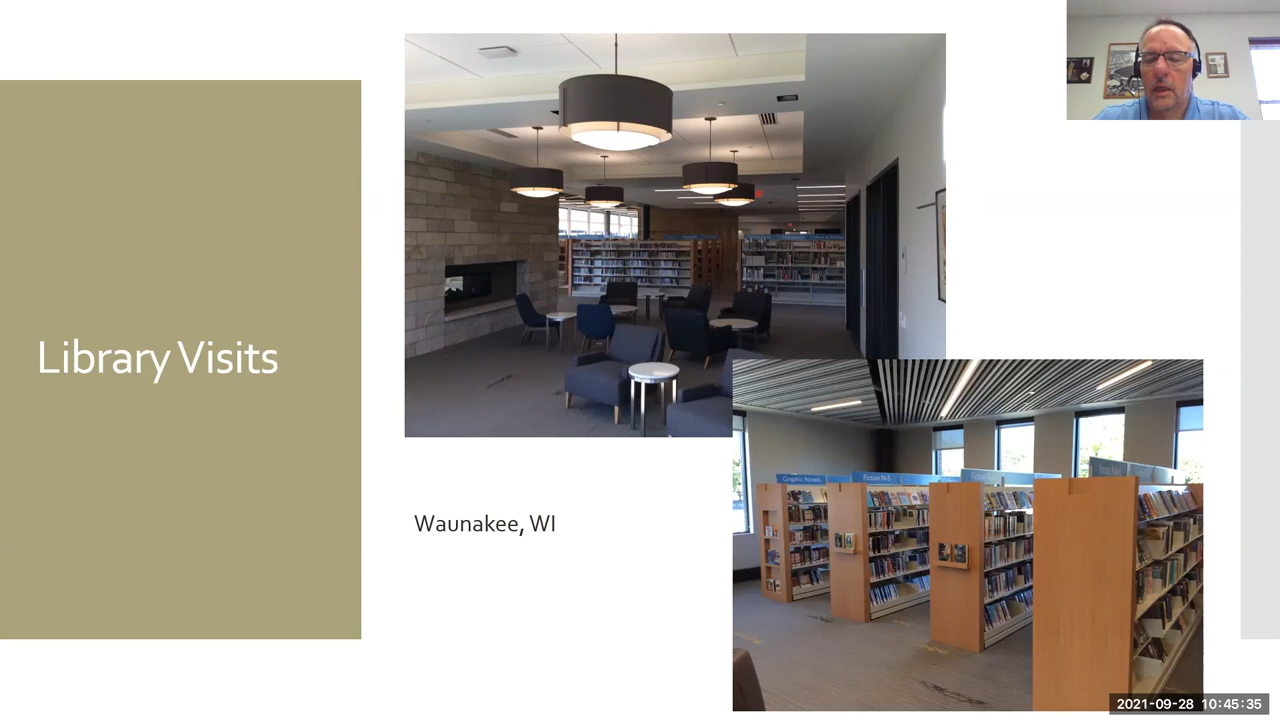 Library Visits
Waunakee, WI
Graphic Novels
Fiction N-S
2021-09-28 10:45:35